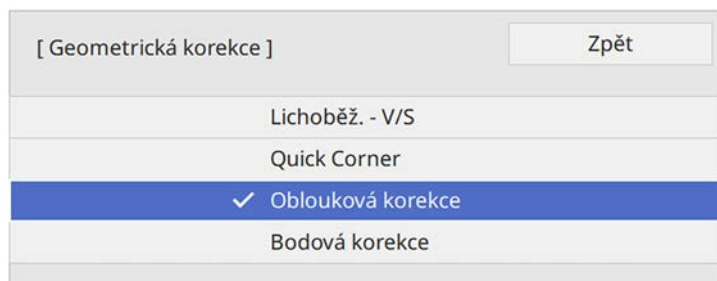 [ Geometrická korekce ]
Zpět
Lichoběž. - V/S
Quick Corner
Oblouková korekce
Bodová korekce